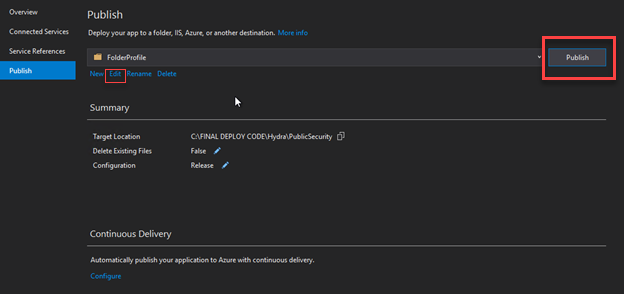 Overview
Connected Services
Service References
Publish
Publish
Deploy your app to a folder, IIS, Azure, or another destination. More info
FolderProfile
Publish
New Edit Rename Delete
Summary
Target Location C:\FINAL DEPLOY CODE\Hydra\PublicSecurity
Delete Existing Files False
Configuration Release
Continuous Delivery
Automatically publish your application to Azure with continuous delivery.
Configure